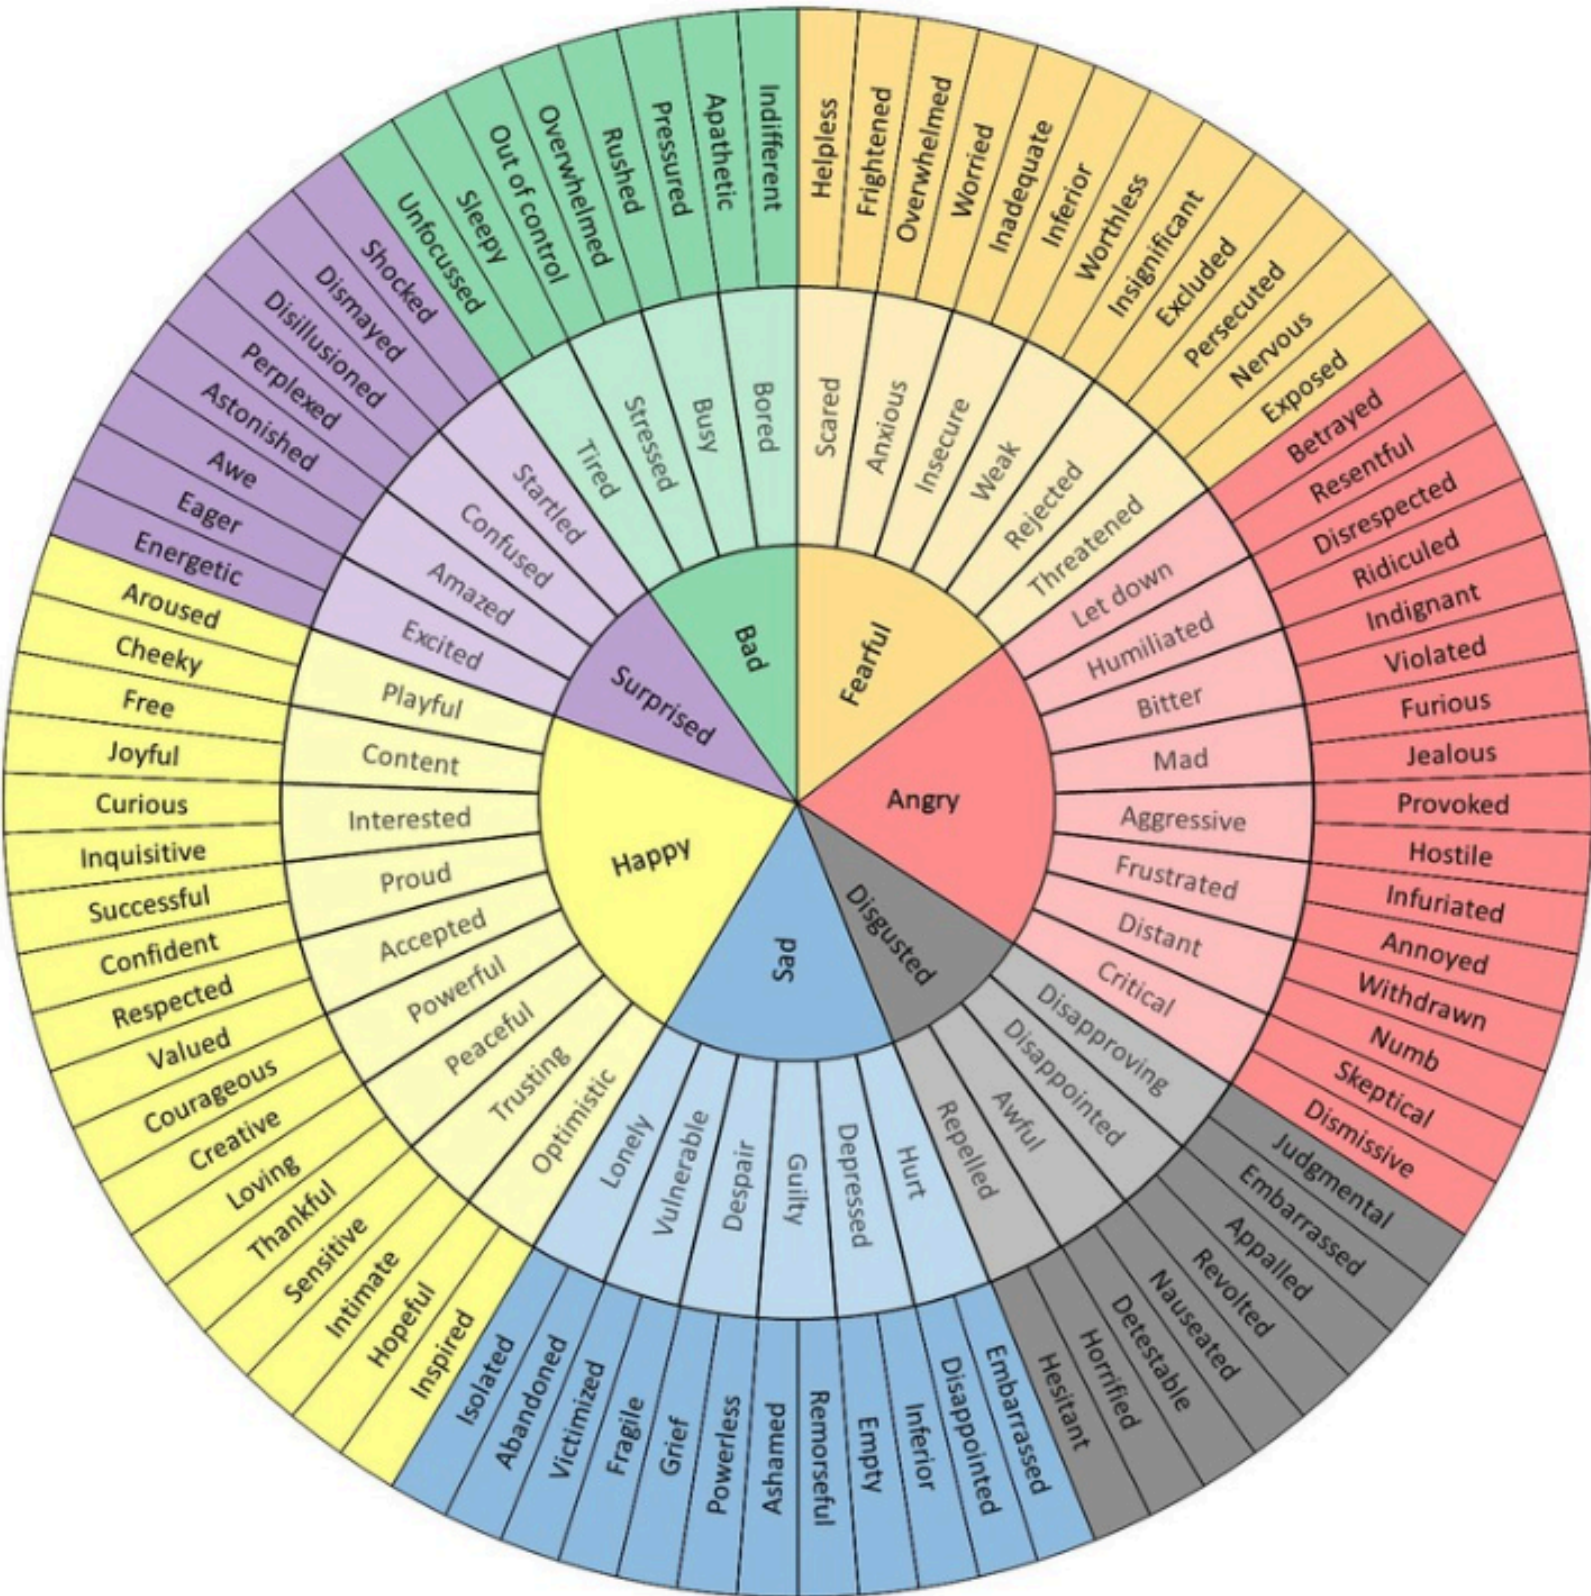 Bad
Fearful
Angry
Disgusted
Sad
Happy
Surprised
Scared
Anxious
Insecure
Weak
Rejected
Threatened
Let down
Humiliated
Bitter
Mad
Aggressive
Frustrated
Distant
Critical
Disapproving
Disappointed
Awful
Repelled
Hurt
Depressed
Guilty
Despair
Vulnerable
Lonely
Optimistic
Trusting
Peaceful
Powerful
Accepted
Proud
Interested
Content
Playful
Excited
Amazed
Confused
Startled
Tired
Stressed
Busy
Bored
Helpless
Frightened
Overwhelmed
Worried
Inadequate
Inferior
Worthless
Insignificant
Excluded
Persecuted
Nervous
Exposed
Betrayed
Resentful
Disrespected
Ridiculed
Indignant
Violated
Furious
Jealous
Provoked
Hostile
Infuriated
Annoyed
Withdrawn
Numb
Skeptical
Dismissive
Judgmental
Embarrassed
Appalled
Revolted
Nauseated
Detestable
Horrified
Hesitant
Embarrassed
Disappointed
Inferior
Empty
Remorseful
Ashamed
Powerless
Grief
Fragile
Victimized
Abandoned
Isolated
Inspired
Hopeful
Intimate
Sensitive
Thankful
Loving
Creative
Courageous
Valued
Respected
Confident
Successful
Inquisitive
Curious
Joyful
Free
Cheeky
Aroused
Energetic
Eager
Awe
Astonished
Perplexed
Disillusioned
Dismayed
Shocked
Unfocussed
Sleepy
Out of control
Overwhelmed
Rushed
Pressured
Apathetic
Indifferent